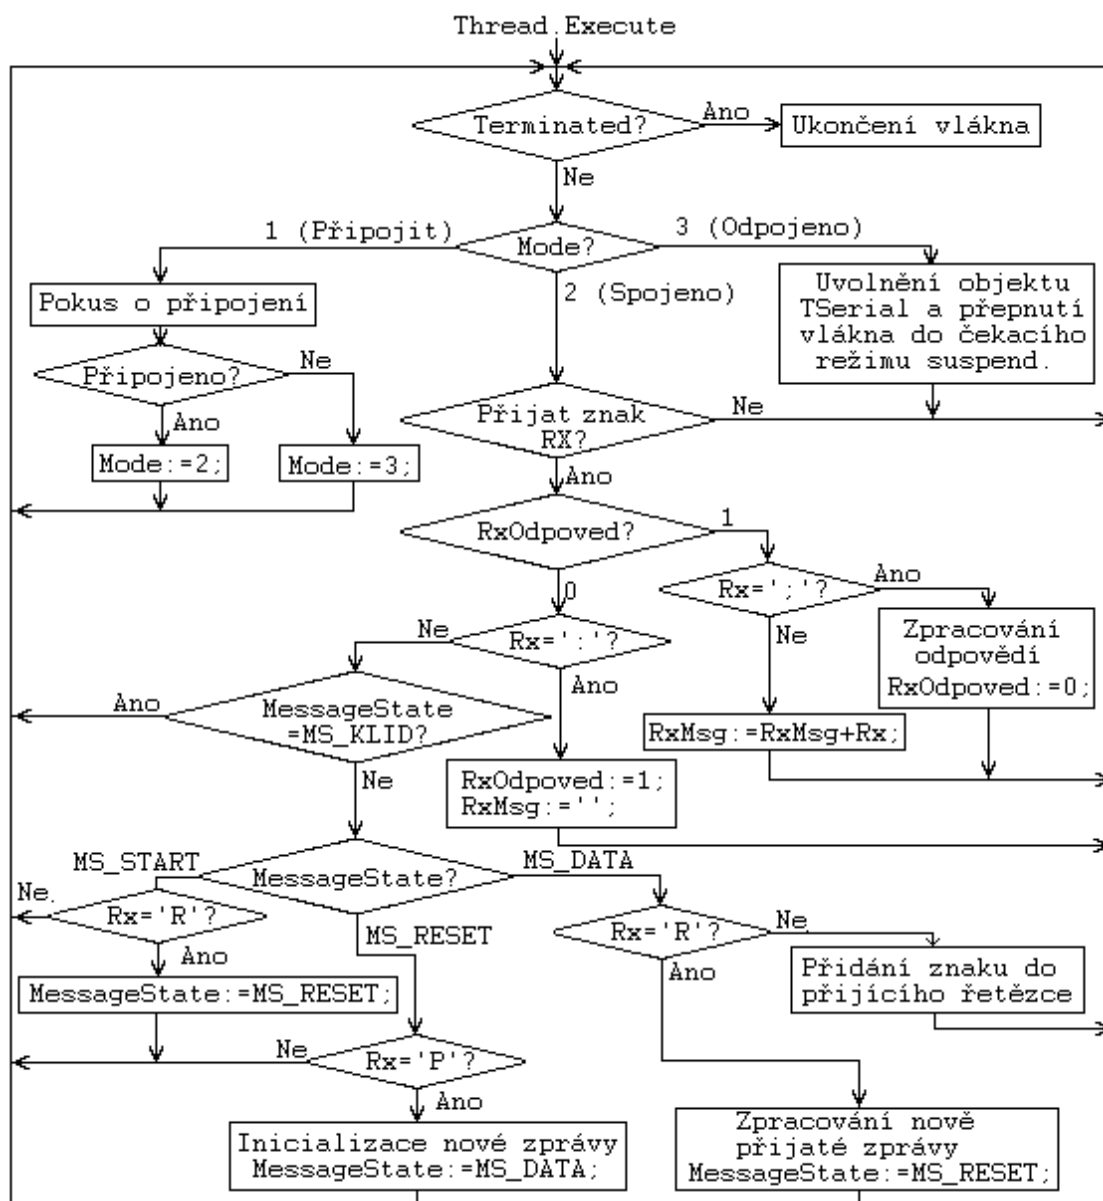 Thread.Execute
Terminated?
Ano
Ukončení vlákna
Ne
1 (Připojit)
Mode?
3 (Odpojeno)
2 (Spojeno)
Pokus o připojení
Uvolnění objektu
TSerial a přepnutí
vlákna do čekacího
režimu suspend.
Připojeno?
Ne
Ano
Mode:=2;
Mode:=3;
Přijat znak
RX?
Ne
Ano
RxOdpoved?
1
0
Rx=';'?
Ano
Ne
Zpracování
odpovědí
RxOdpoved:=0;
RxMsg:=RxMsg+Rx;
Rx=':'?
Ne
Ano
MessageState
=MS_KLID?
Ano
Ne
RxOdpoved:=1;
RxMsg:='';
MessageState?
MS_START
MS_DATA
MS_RESET
Ne.
Rx='R'?
Ano
MessageState:=MS_RESET;
Rx='R'?
Ne
Ano
Přidání znaku do
přijícího řetězce
Rx='P'?
Ne
Ano
Inicializace nové zprávy
MessageState:=MS_DATA;
Zpracování nově
přijaté zprávy
MessageState:=MS_RESET;